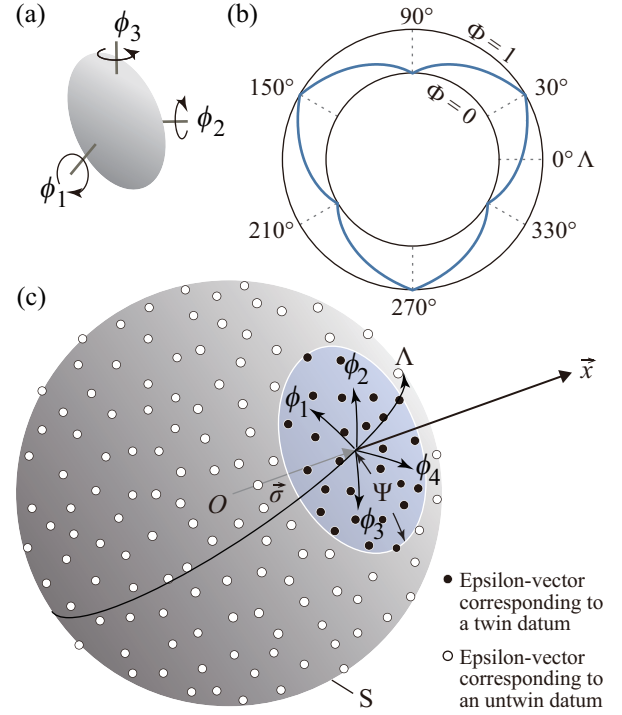 (a)
ϕ3
ϕ2
ϕ1
(b)
90°
Φ = 1
150°
30°
Φ = 0
0° Λ
210°
330°
270°
(c)
Λ
x⃗
ϕ2
ϕ1
ϕ4
O
σ⃗
Ψ
ϕ3
S
Epsilon-vector
corresponding to
a twin datum
Epsilon-vector
corresponding to
an untwin datum